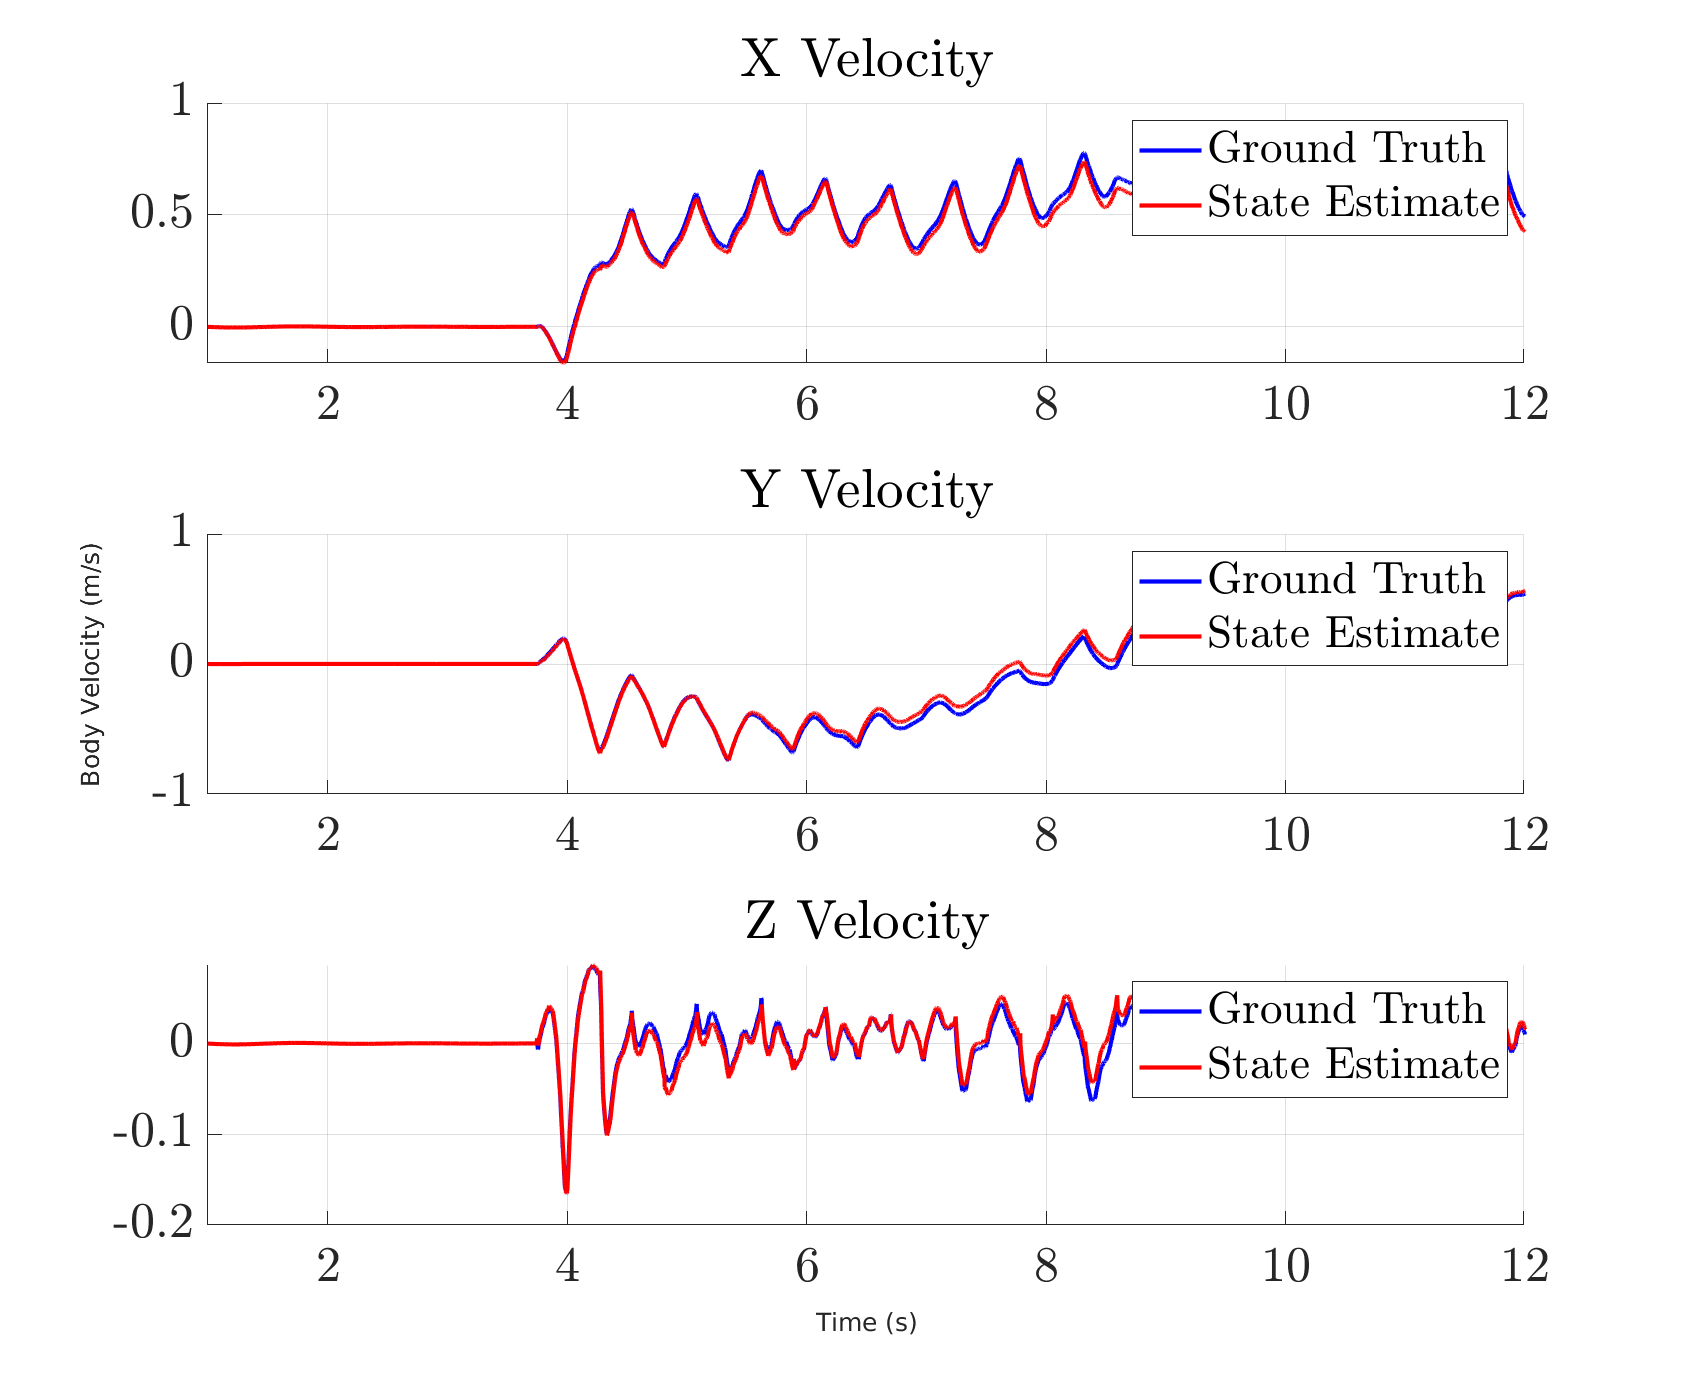 X Velocity
1
0.5
0
Ground Truth
State Estimate
2 4 6 8 10 12
Y Velocity
1
0
-1
Body Velocity (m/s)
Ground Truth
State Estimate
2 4 6 8 10 12
Z Velocity
0
-0.1
-0.2
Ground Truth
State Estimate
2 4 6 8 10 12
Time (s)